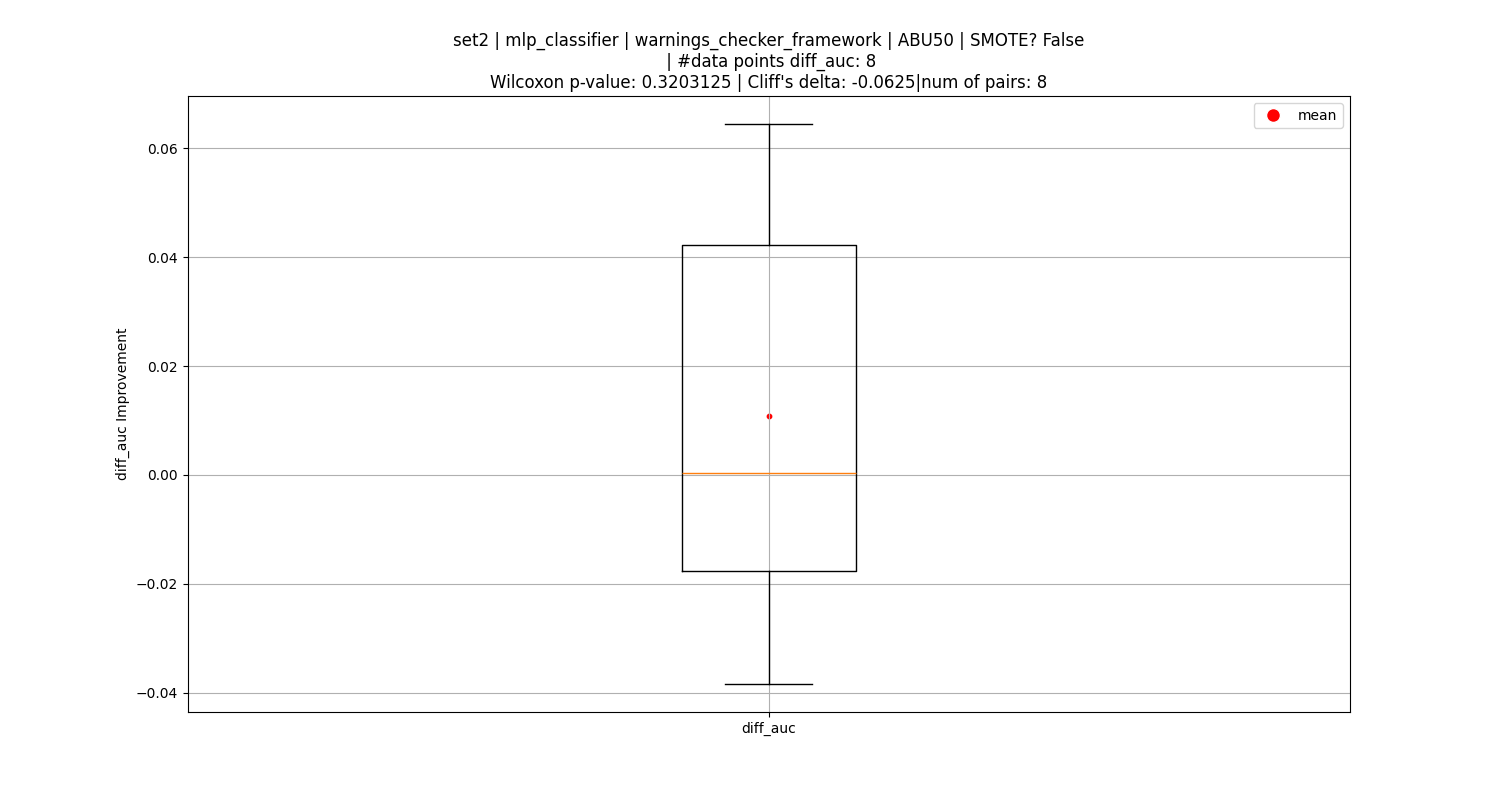 set2 | mlp_classifier | warnings_checker_framework | ABU50 | SMOTE? False
| #data points diff_auc: 8
Wilcoxon p-value: 0.3203125 | Cliff's delta: -0.0625|num of pairs: 8
mean
0.06
0.04
0.02
0.00
−0.02
−0.04
diff_auc Improvement
diff_auc